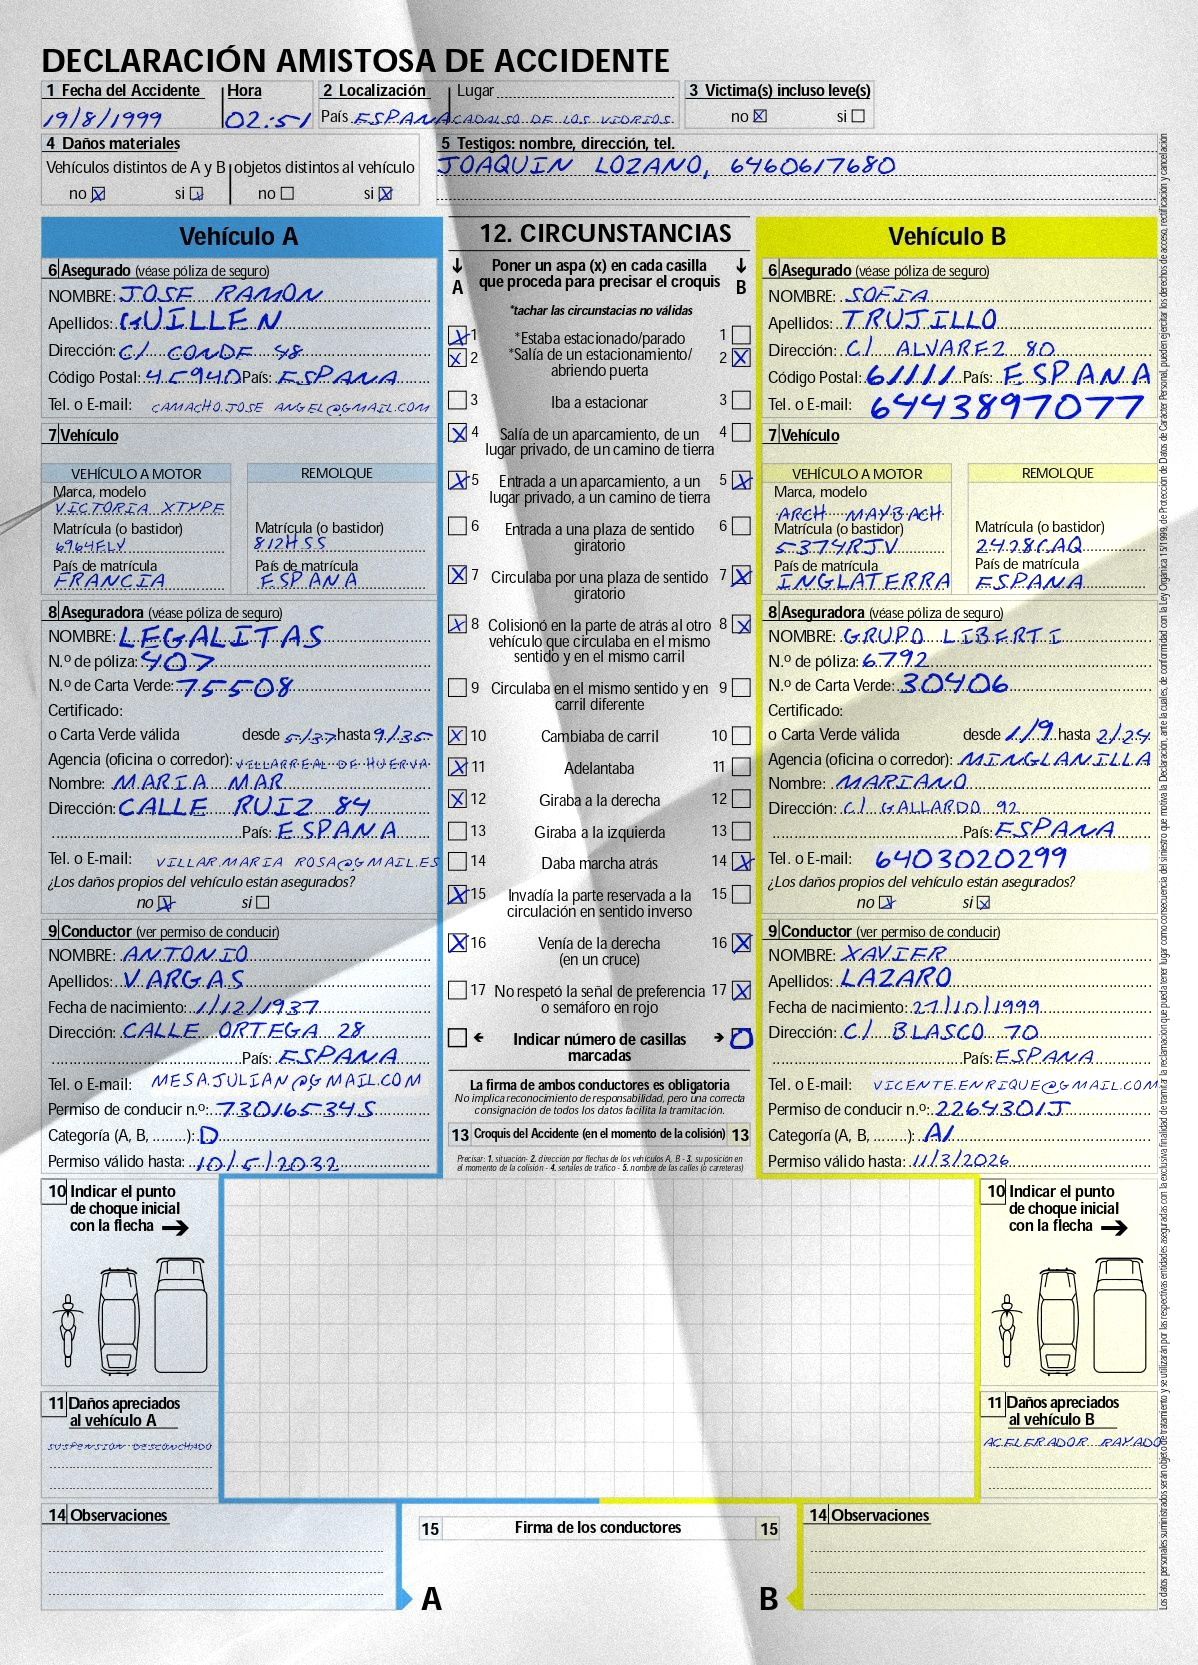 DECLARACIÓN AMISTOSA DE ACCIDENTE
1 Fecha del Accidente Hora 2 Localización Lugar 3 Victima(s) incluso leve(s)
19/8/1999 02:51 País ESPANA CADALSO DE LOS VIDRIOS no X si
4 Daños materiales
Vehículos distintos de A y B objetos distintos al vehículo
no X si X no si X
5 Testigos: nombre, dirección, tel.
JOAQUIN LOZANO, 6460617680
Vehículo A
6 Asegurado (véase póliza de seguro)
NOMBRE: JOSE RAMON
Apellidos: GUILLEN
Dirección: C/ CONDE 48
Código Postal: 45940 País: ESPANA
Tel. o E-mail: CAMACHO.JOSE ANGEL@GMAIL.COM
7 Vehículo
VEHÍCULO A MOTOR REMOLQUE
Marca, modelo
VICTORIA XTYPE
Matrícula (o bastidor) Matrícula (o bastidor)
6964FLV 812HSS
País de matrícula País de matrícula
FRANCIA ESPANA
8 Aseguradora (véase póliza de seguro)
NOMBRE: LEGALITAS
N.º de póliza: 407
N.º de Carta Verde: 75508
Certificado:
o Carta Verde válida desde 5/37 hasta 9/35
Agencia (oficina o corredor): VILLARREAL DE HUERVA
Nombre: MARIA MAR
Dirección: CALLE RUIZ 84
País: ESPANA
Tel. o E-mail: VILLAR.MARIA ROSA@GMAIL.ES
¿Los daños propios del vehículo están asegurados?
no X si
9 Conductor (ver permiso de conducir)
NOMBRE: ANTONIO
Apellidos: VARGAS
Fecha de nacimiento: 1/12/1937
Dirección: CALLE ORTEGA 28
País: ESPANA
Tel. o E-mail: MESA.JULIAN@GMAIL.COM
Permiso de conducir n.º: 73016534S
Categoría (A, B, ........): D
Permiso válido hasta: 10/5/2032
12. CIRCUNSTANCIAS
Poner un aspa (x) en cada casilla
que proceda para precisar el croquis
A B
*tachar las circunstacias no válidas
X 1 *Estaba estacionado/parado 1
X 2 *Salía de un estacionamiento/ 2 X
abriendo puerta
3 Iba a estacionar 3
X 4 Salía de un aparcamiento, de un 4
lugar privado, de un camino de tierra
X 5 Entrada a un aparcamiento, a un 5 X
lugar privado, a un camino de tierra
6 Entrada a una plaza de sentido 6
giratorio
X 7 Circulaba por una plaza de sentido 7 X
giratorio
X 8 Colisionó en la parte de atrás al otro 8 X
vehículo que circulaba en el mismo
sentido y en el mismo carril
9 Circulaba en el mismo sentido y en 9
carril diferente
X 10 Cambiaba de carril 10
X 11 Adelantaba 11
X 12 Giraba a la derecha 12
13 Giraba a la izquierda 13
14 Daba marcha atrás 14 X
X 15 Invadía la parte reservada a la 15
circulación en sentido inverso
X 16 Venía de la derecha 16 X
(en un cruce)
17 No respetó la señal de preferencia 17 X
o semáforo en rojo
← Indicar número de casillas →
marcadas
La firma de ambos conductores es obligatoria
No implica reconocimiento de responsabilidad, pero una correcta
consignación de todos los datos facilita la tramitación.
13 Croquis del Accidente (en el momento de la colisión) 13
Precisar: 1. situación- 2. dirección por flechas de los vehículos A, B - 3. su posición en
el momento de la colisión - 4. señales de tráfico - 5. nombre de las calles (o carreteras)
Vehículo B
6 Asegurado (véase póliza de seguro)
NOMBRE: SOFIA
Apellidos: TRUJILLO
Dirección: C/ ALVAREZ 80
Código Postal: 61111 País: ESPANA
Tel. o E-mail: 6443897077
7 Vehículo
VEHÍCULO A MOTOR REMOLQUE
Marca, modelo
ARCH MAYBACH
Matrícula (o bastidor) Matrícula (o bastidor)
5374RJV 2428CAQ
País de matrícula País de matrícula
INGLATERRA ESPANA
8 Aseguradora (véase póliza de seguro)
NOMBRE: GRUPO LIBERTI
N.º de póliza: 6792
N.º de Carta Verde: 30406
Certificado:
o Carta Verde válida desde 1/9 hasta 2/24
Agencia (oficina o corredor): MINGLANILLA
Nombre: MARIANO
Dirección: C/ GALLARDO 92
País: ESPANA
Tel. o E-mail: 6403020299
¿Los daños propios del vehículo están asegurados?
no X si X
9 Conductor (ver permiso de conducir)
NOMBRE: XAVIER
Apellidos: LAZARO
Fecha de nacimiento: 27/10/1999
Dirección: C/ BLASCO 70
País: ESPANA
Tel. o E-mail: VICENTE.ENRIQUE@GMAIL.COM
Permiso de conducir n.º: 2264301J
Categoría (A, B, ........): A1
Permiso válido hasta: 11/3/2026
10 Indicar el punto
de choque inicial
con la flecha →
11 Daños apreciados
al vehículo A
SUSPENSION DESCONCHADO
10 Indicar el punto
de choque inicial
con la flecha →
11 Daños apreciados
al vehículo B
ACELERADOR RAYADO
14 Observaciones
15 Firma de los conductores 15
A B
14 Observaciones
Los datos personales suministrados serán objeto de tratamiento y se utilizarán por las respectivas entidades aseguradas con la exclusiva finalidad de tramitar la reclamación que pueda tener lugar como consecuencia del siniestro que motiva la Declaración, ante la cuales, de conformidad con la Ley Orgánica 15/1999, de Protección de Datos de Carácter Personal, pueden ejercitar los derechos de acceso, rectificación y cancelación